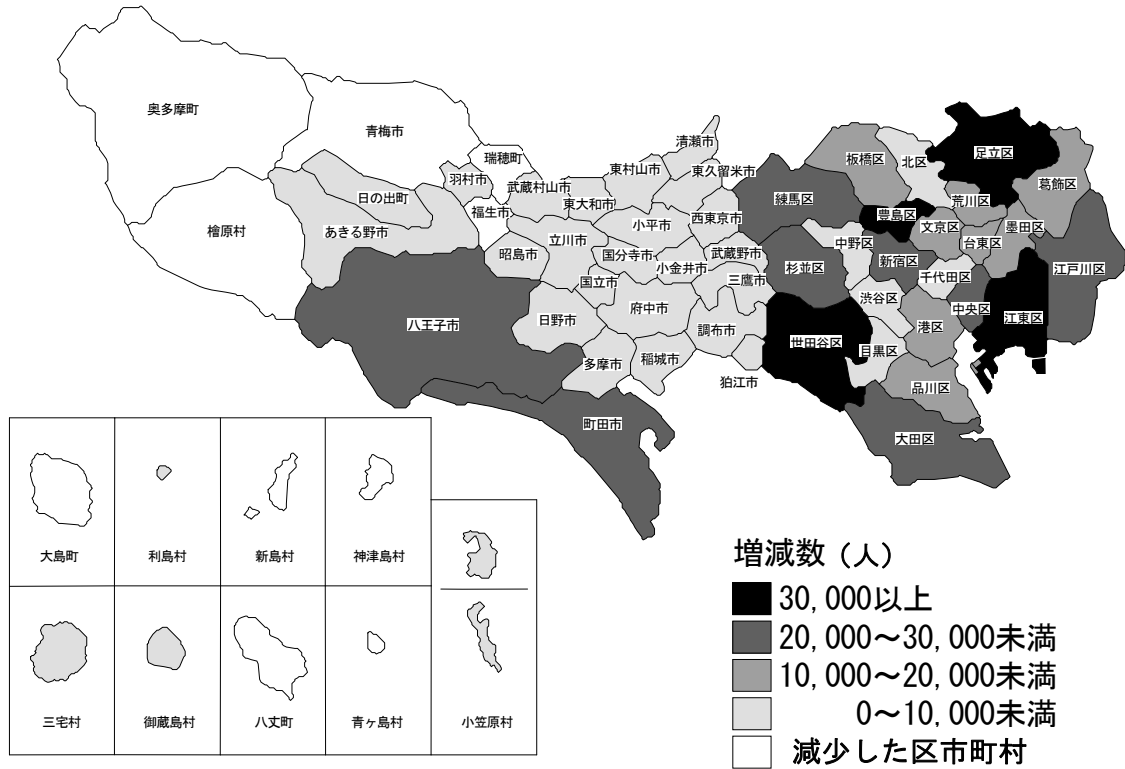 奥多摩町
青梅市
瑞穂町
羽村市
武蔵村山市
東大和市
東村山市
清瀬市
東久留米市
日の出町
福生市
あきる野市
檜原村
昭島市
立川市
小平市
西東京市
国分寺市
小金井市
武蔵野市
三鷹市
国立市
府中市
調布市
日野市
八王子市
多摩市
稲城市
狛江市
町田市
板橋区
北区
足立区
葛飾区
練馬区
豊島区
荒川区
文京区
台東区
墨田区
中野区
新宿区
千代田区
江戸川区
杉並区
渋谷区
中央区
江東区
港区
世田谷区
目黒区
品川区
大田区
大島町
利島村
新島村
神津島村
三宅村
御蔵島村
八丈町
青ヶ島村
小笠原村
増減数（人）
30,000以上
20,000～30,000未満
10,000～20,000未満
0～10,000未満
減少した区市町村